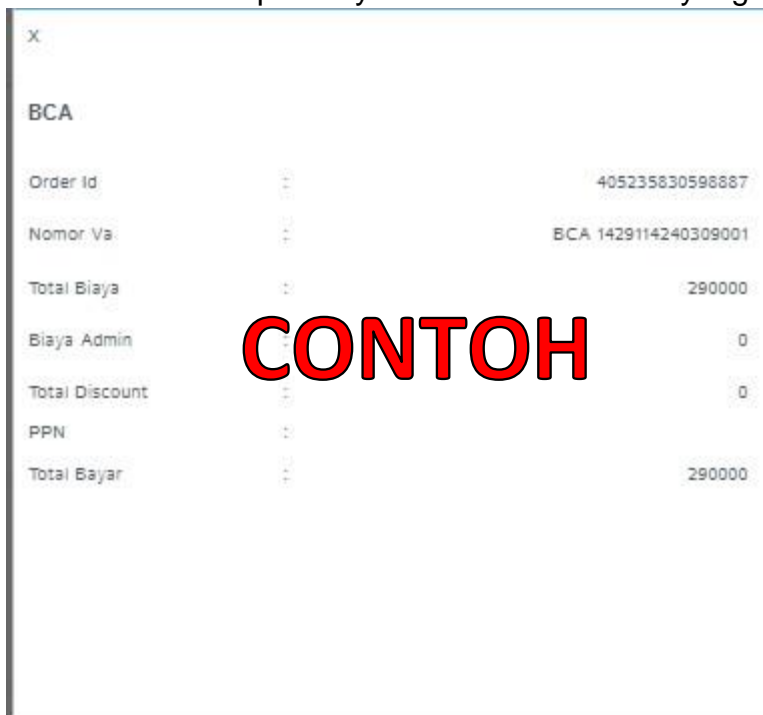 x
BCA
Order Id : 405235830598887
Nomor Va : BCA 14291114240309001
Total Biaya : 290000
CONTOH
Biaya Admin : 0
Total Discount : 0
PPN :
Total Bayar : 290000